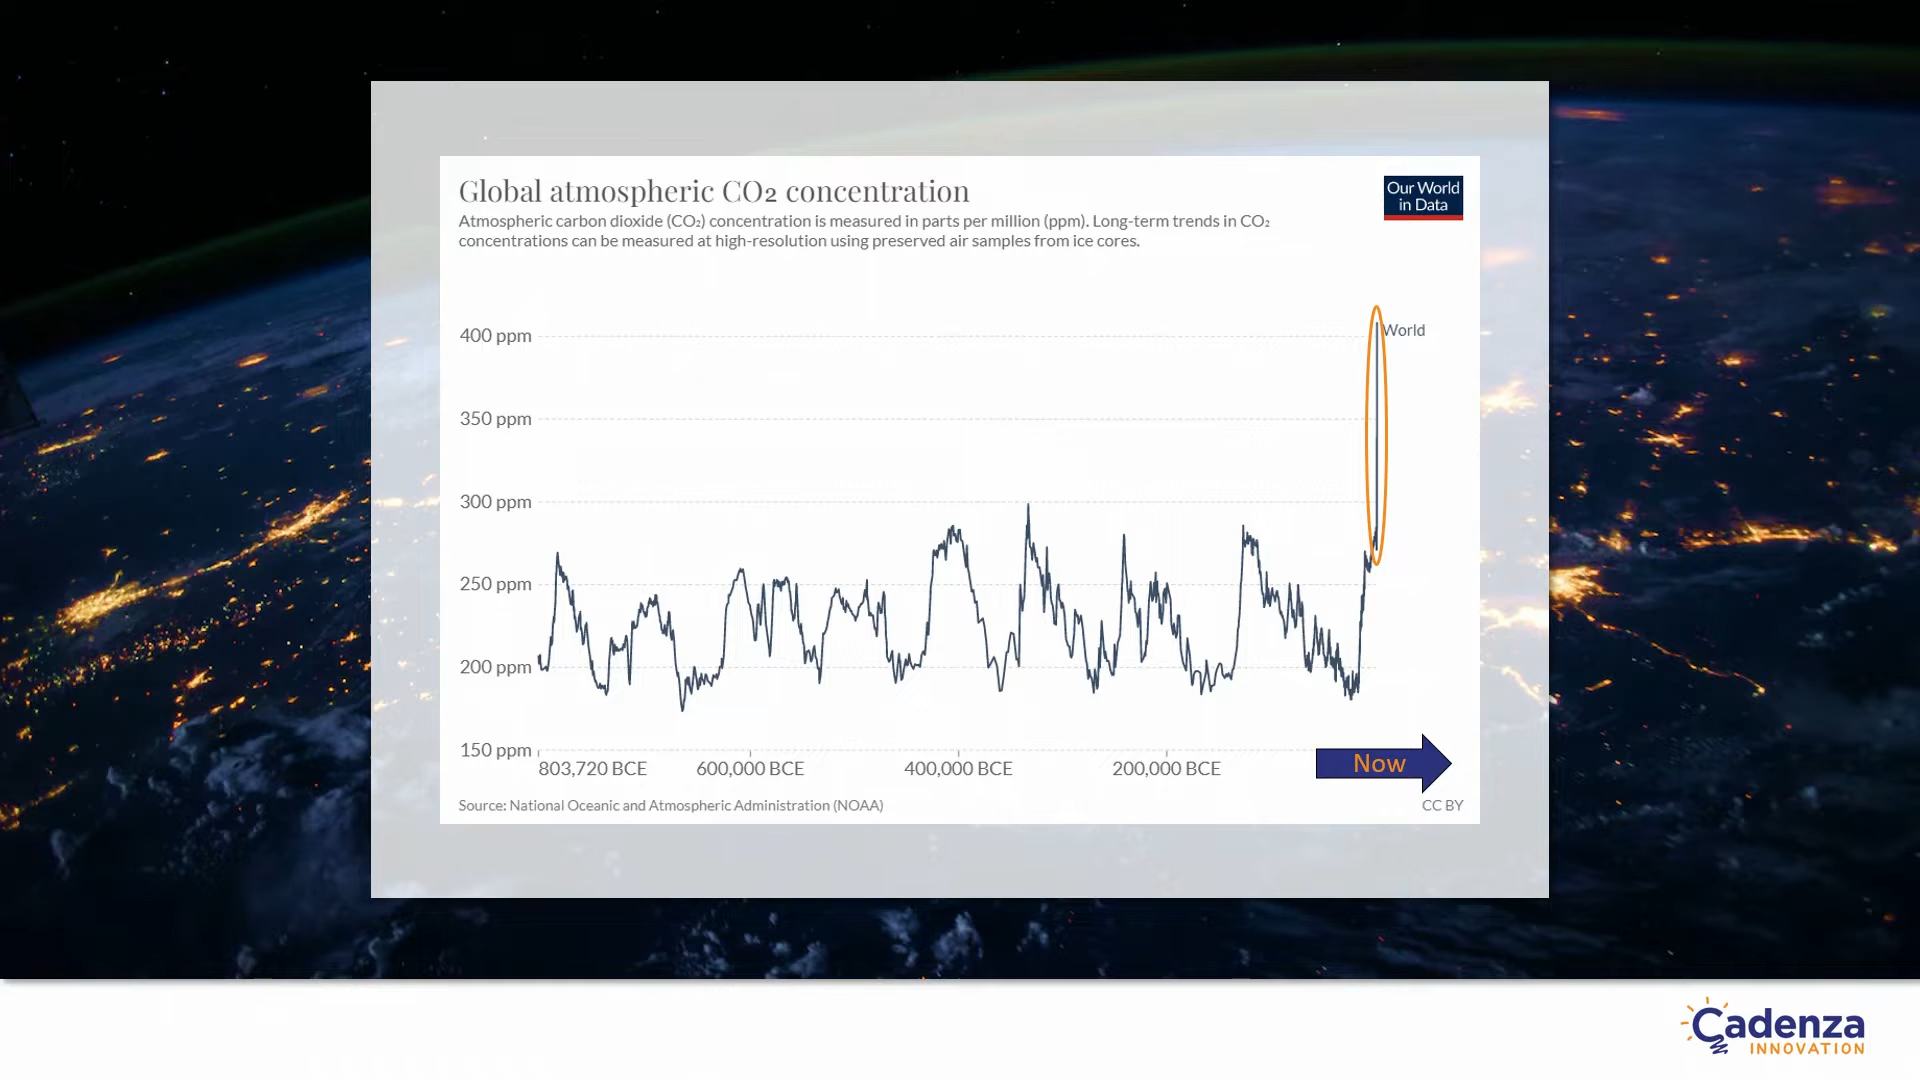 Global atmospheric CO2 concentration
Our World
in Data
Atmospheric carbon dioxide (CO₂) concentration is measured in parts per million (ppm). Long-term trends in CO₂
concentrations can be measured at high-resolution using preserved air samples from ice cores.
400 ppm
World
350 ppm
300 ppm
250 ppm
200 ppm
150 ppm
803,720 BCE
600,000 BCE
400,000 BCE
200,000 BCE
Now
Source: National Oceanic and Atmospheric Administration (NOAA)
CC BY
Cadenza
INNOVATION